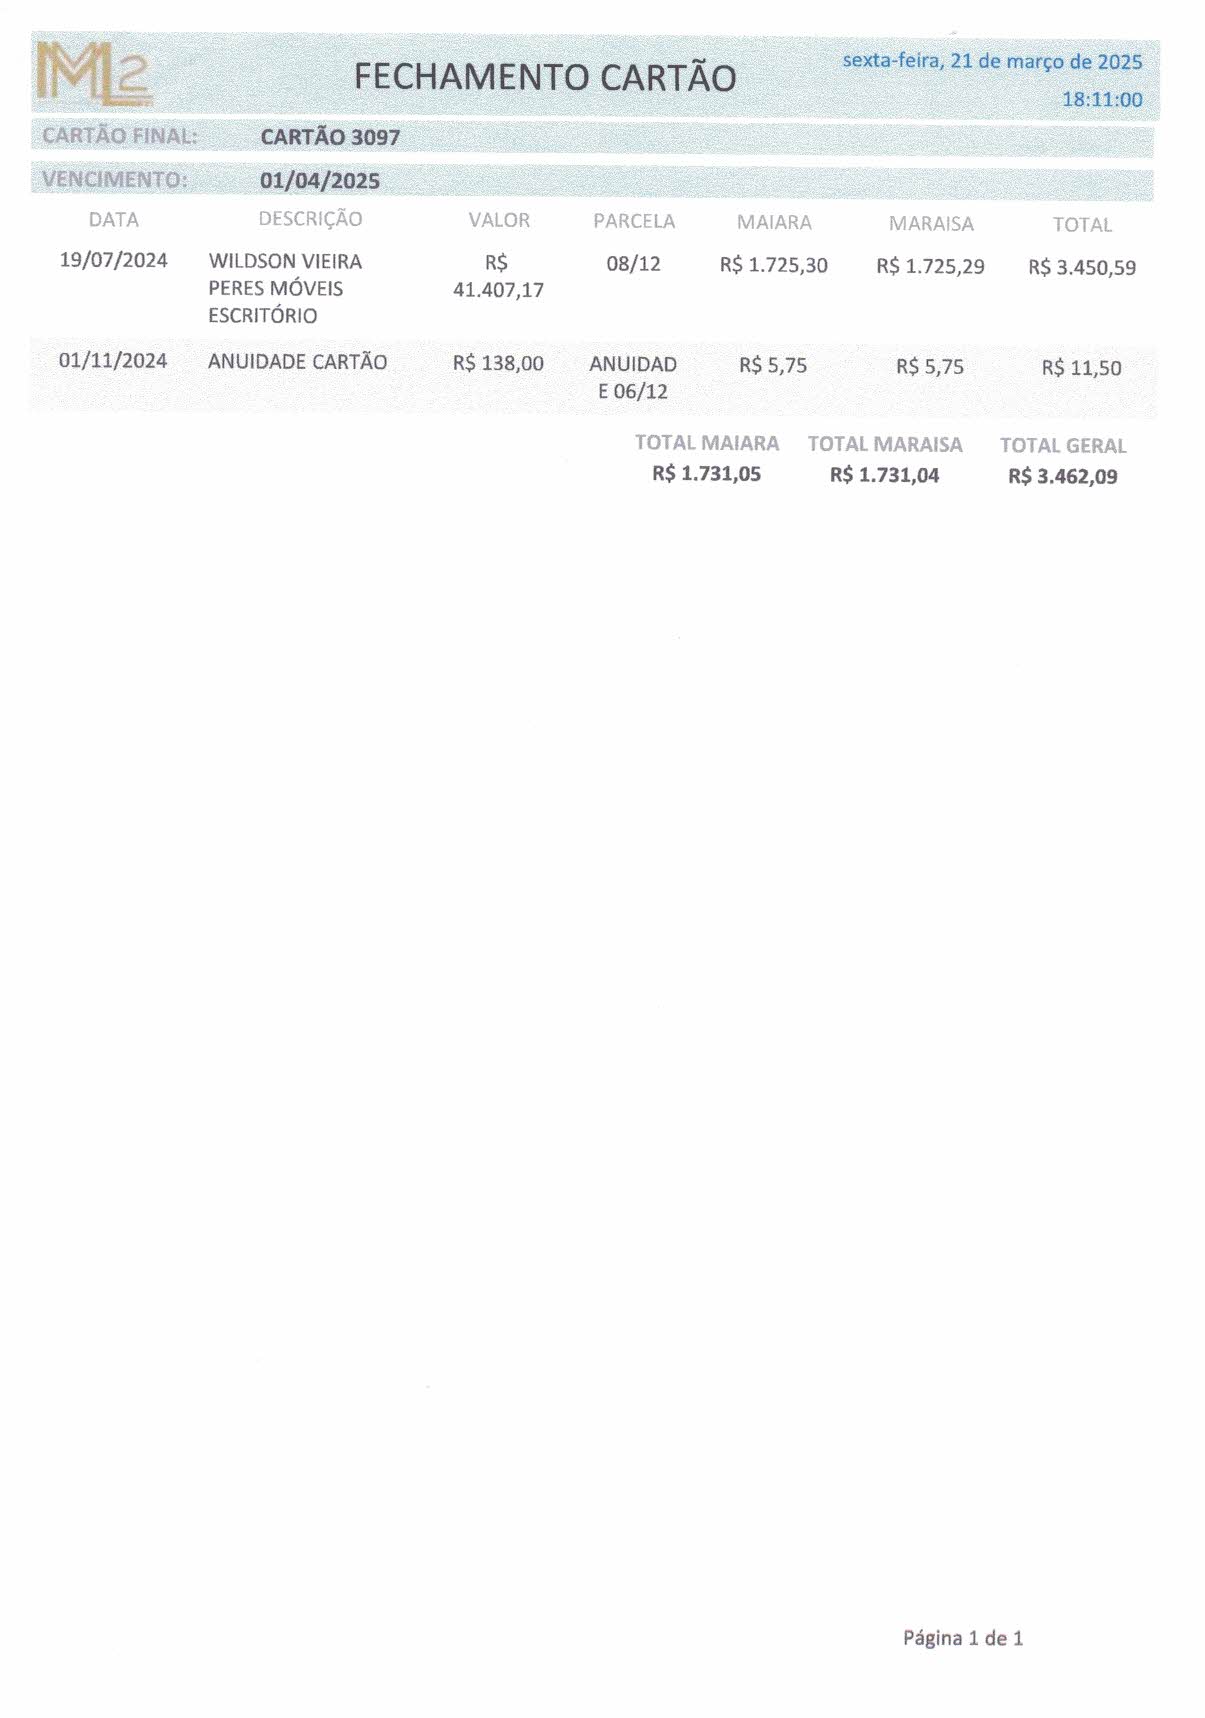 ML2
FECHAMENTO CARTÃO
sexta-feira, 21 de março de 2025
18:11:00
CARTÃO FINAL: CARTÃO 3097
VENCIMENTO: 01/04/2025
DATA DESCRIÇÃO VALOR PARCELA MAIARA MARAISA TOTAL
19/07/2024 WILDSON VIEIRA R$ 08/12 R$ 1.725,30 R$ 1.725,29 R$ 3.450,59
PERES MÓVEIS 41.407,17
ESCRITÓRIO
01/11/2024 ANUIDADE CARTÃO R$ 138,00 ANUIDAD R$ 5,75 R$ 5,75 R$ 11,50
E 06/12
TOTAL MAIARA TOTAL MARAISA TOTAL GERAL
R$ 1.731,05 R$ 1.731,04 R$ 3.462,09
Página 1 de 1